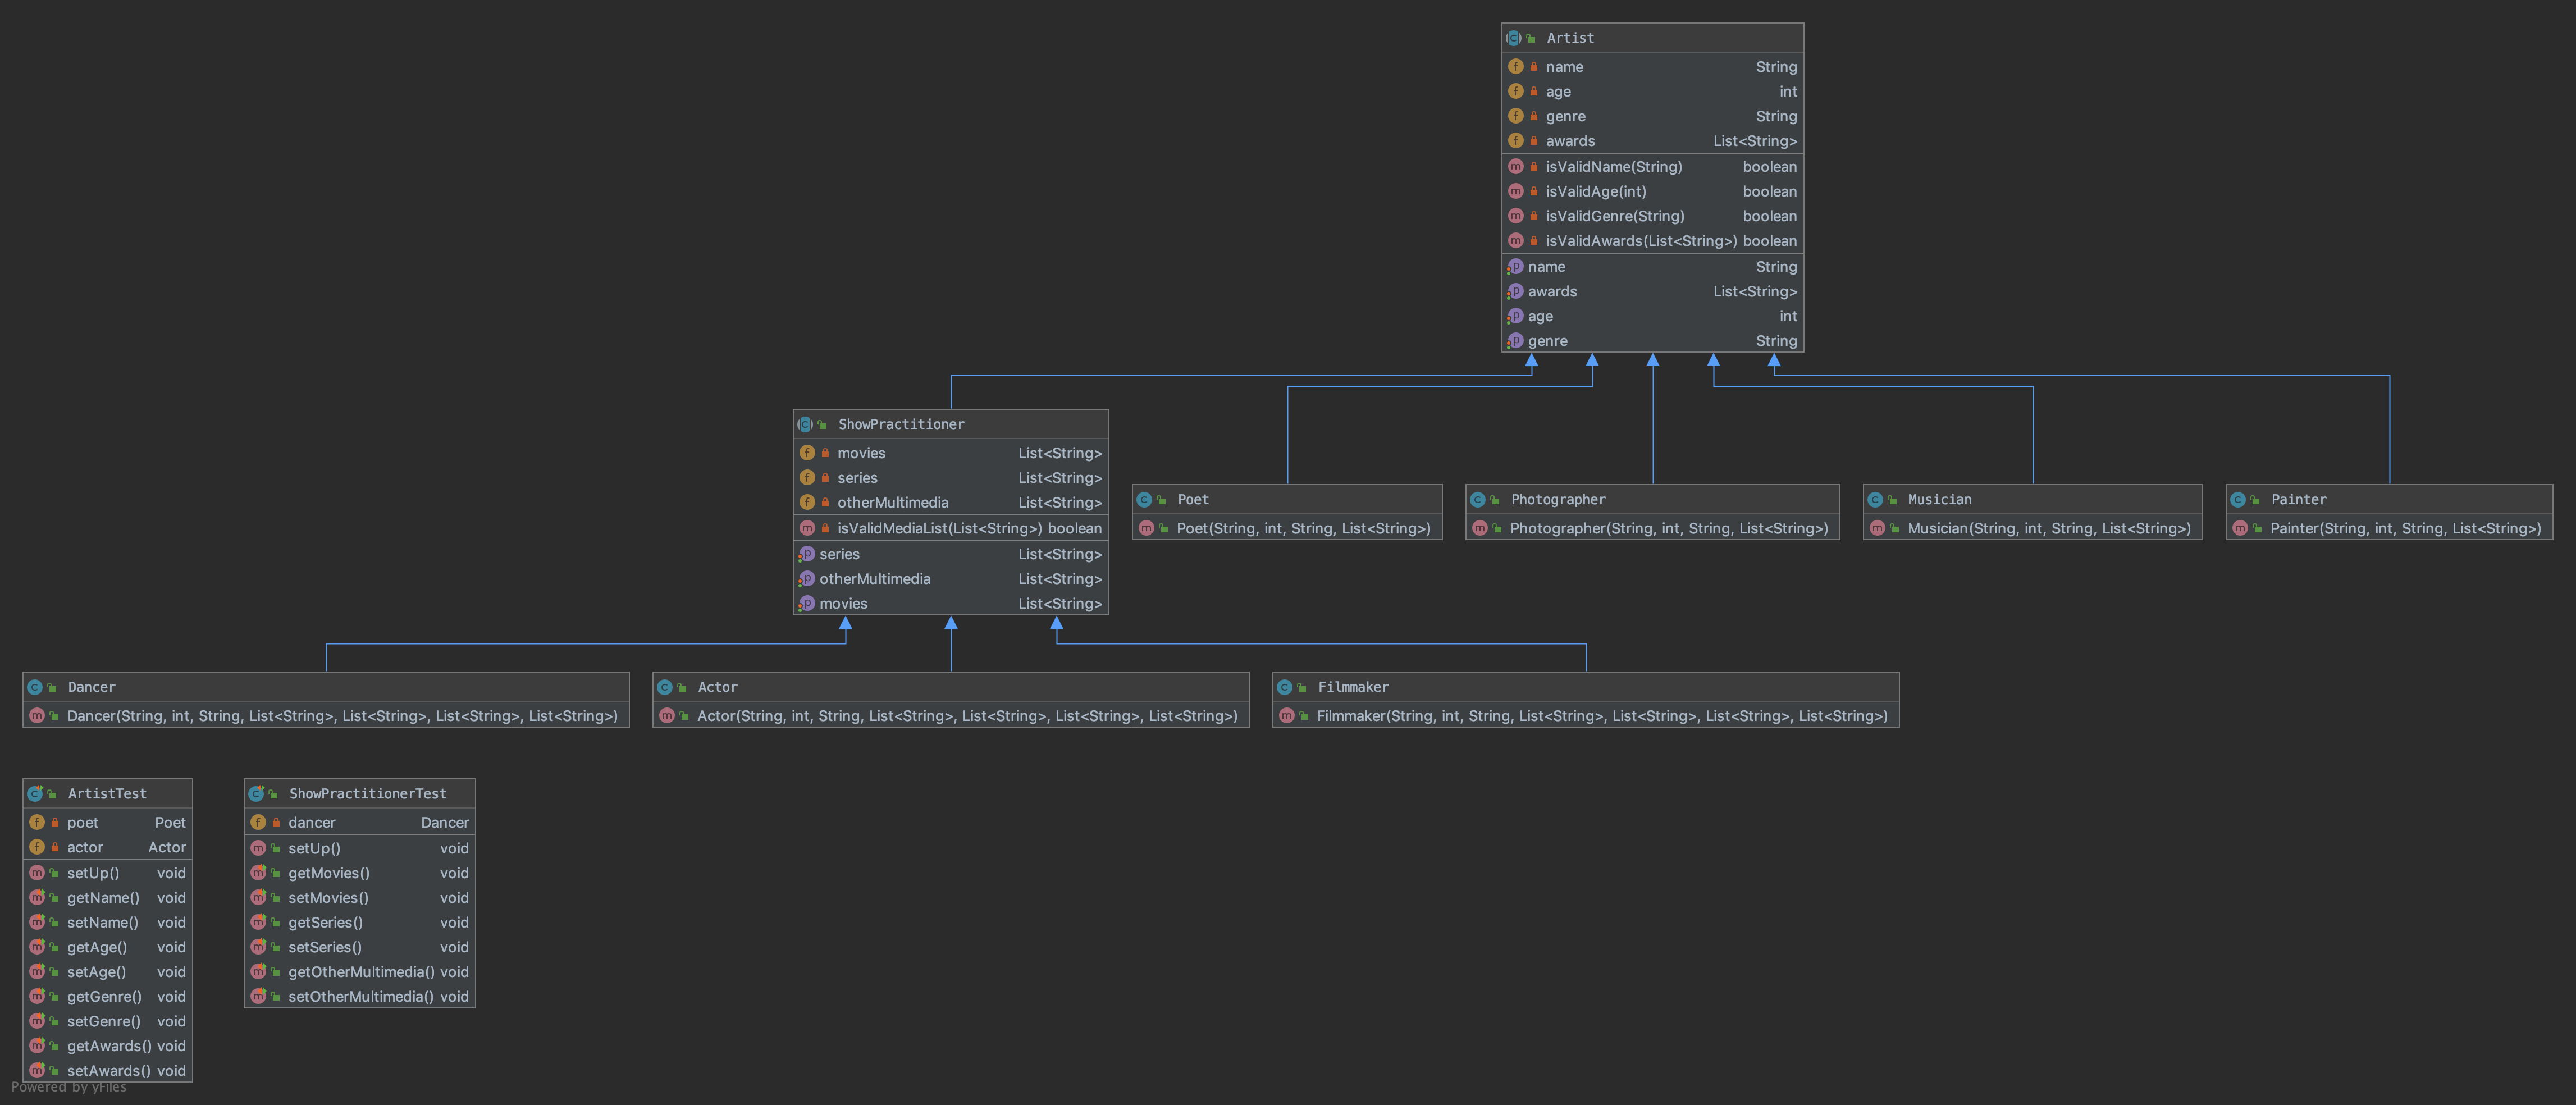 Artist
name String
age int
genre String
awards List<String>
isValidName(String) boolean
isValidAge(int) boolean
isValidGenre(String) boolean
isValidAwards(List<String>) boolean
name String
awards List<String>
age int
genre String
ShowPractitioner
movies List<String>
series List<String>
otherMultimedia List<String>
isValidMediaList(List<String>) boolean
series List<String>
otherMultimedia List<String>
movies List<String>
Poet
Poet(String, int, String, List<String>)
Photographer
Photographer(String, int, String, List<String>)
Musician
Musician(String, int, String, List<String>)
Painter
Painter(String, int, String, List<String>)
Dancer
Dancer(String, int, String, List<String>, List<String>, List<String>, List<String>)
Actor
Actor(String, int, String, List<String>, List<String>, List<String>, List<String>)
Filmmaker
Filmmaker(String, int, String, List<String>, List<String>, List<String>, List<String>)
ArtistTest
poet Poet
actor Actor
setUp() void
getName() void
setName() void
getAge() void
setAge() void
getGenre() void
setGenre() void
getAwards() void
setAwards() void
ShowPractitionerTest
dancer Dancer
setUp() void
getMovies() void
setMovies() void
getSeries() void
setSeries() void
getOtherMultimedia() void
setOtherMultimedia() void
Powered by yFiles